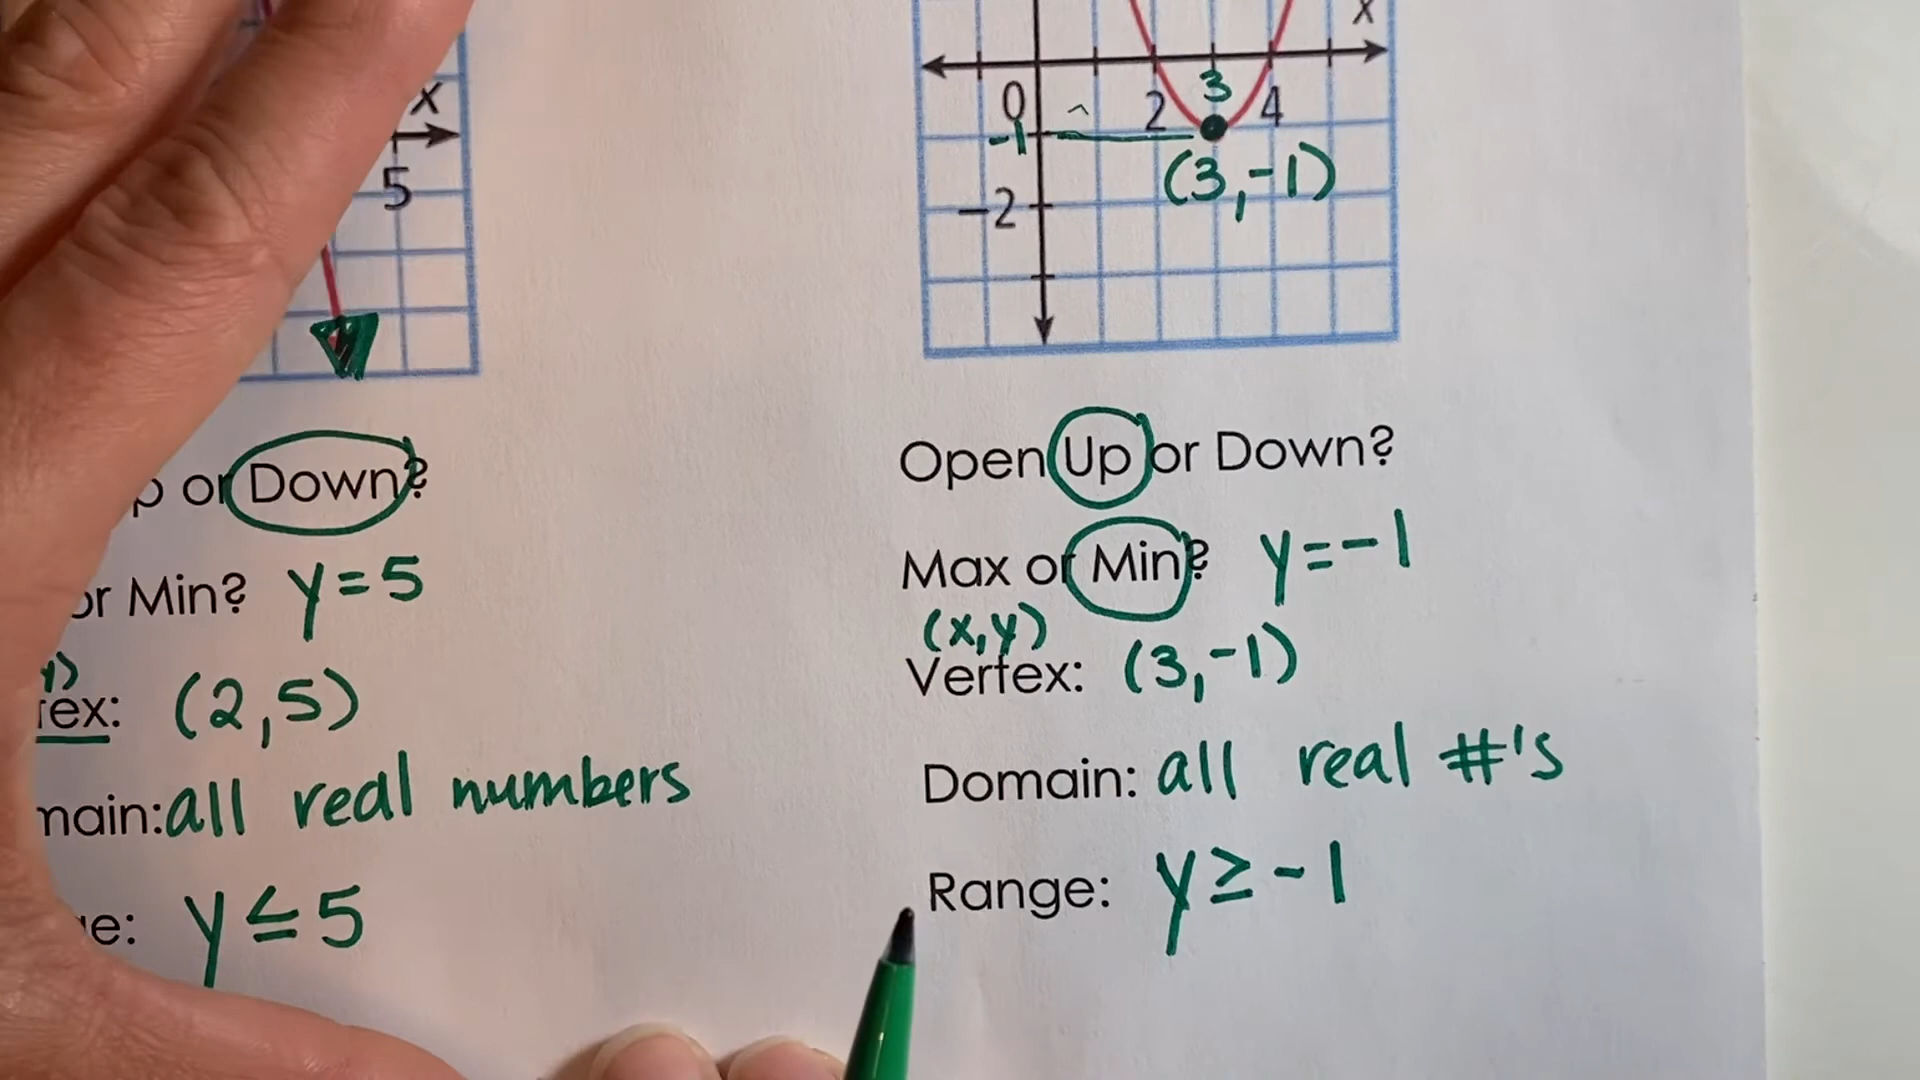 x
5
p or Down?
or Min? y=5
y)
tex: (2,5)
main: all real numbers
e: y≤5
x
0 2 3 4
-1
(3,-1)
-2
Open Up or Down?
Max or Min? y=-1
(x,y)
Vertex: (3,-1)
Domain: all real #'s
Range: y≥-1